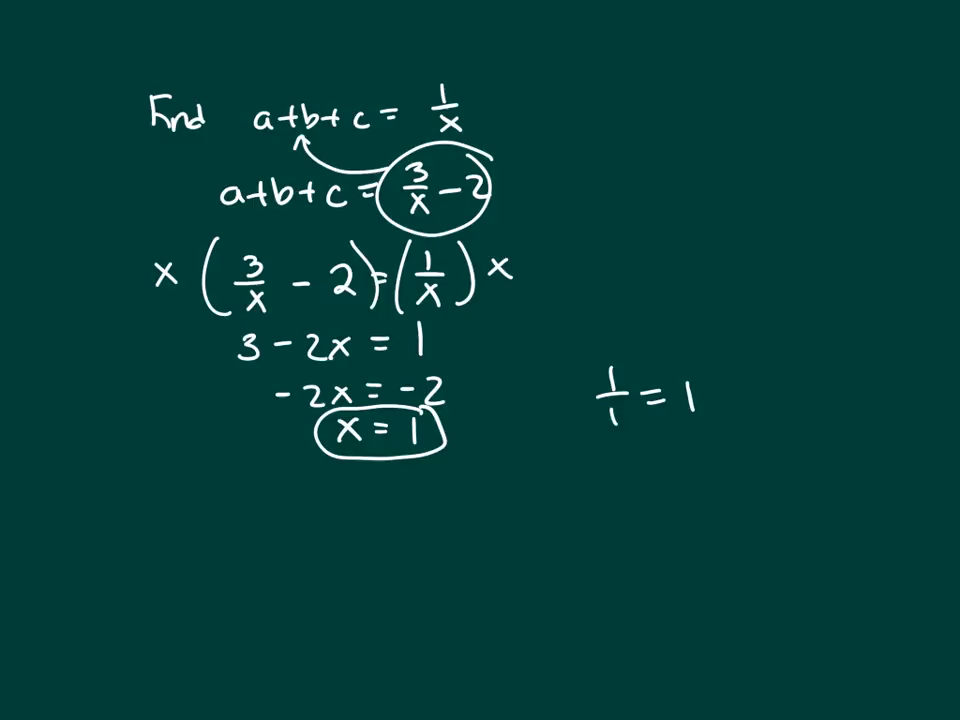 Find a+b+c = 1/x
a+b+c = 3/x - 2
x (3/x - 2) = (1/x) x
3 - 2x = 1
-2x = -2
x = 1
1/1 = 1